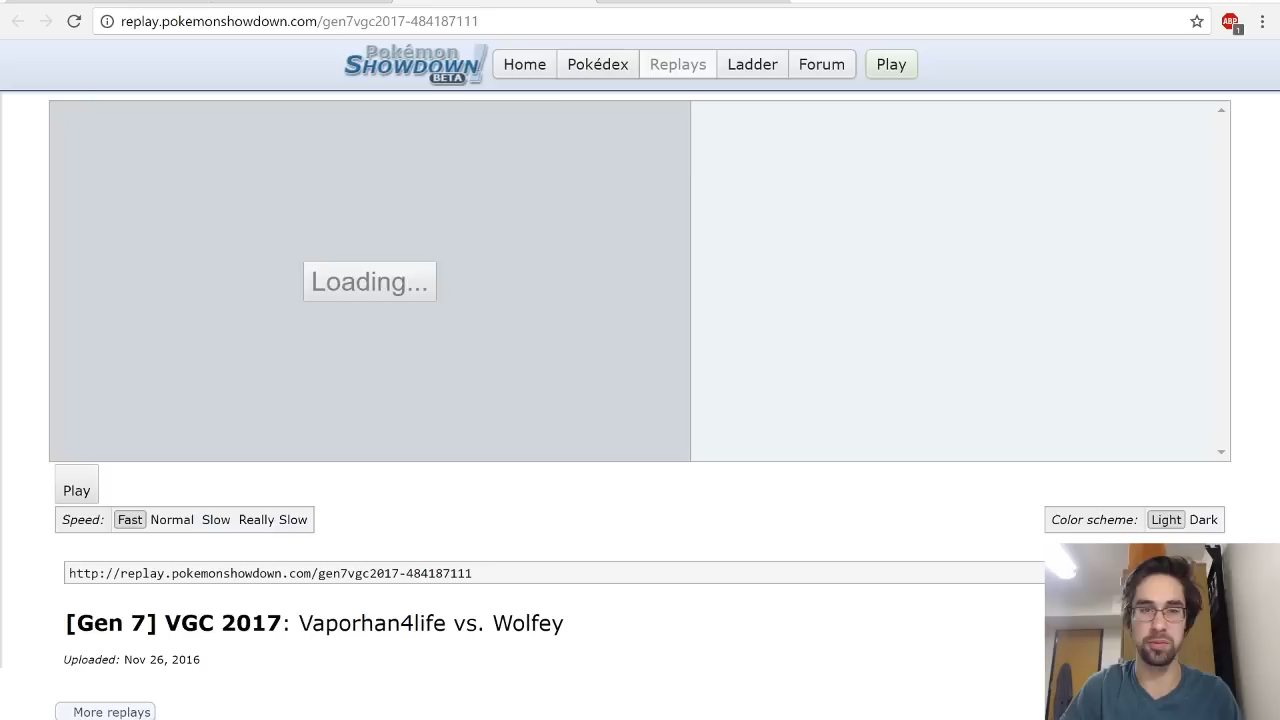 replay.pokemonshowdown.com/gen7vgc2017-484187111
ABP
1
Pokémon
SHOWDOWN!
BETA
Home
Pokédex
Replays
Ladder
Forum
Play
Loading...
Play
Speed: Fast Normal Slow Really Slow
Color scheme: Light Dark
http://replay.pokemonshowdown.com/gen7vgc2017-484187111
[Gen 7] VGC 2017: Vaporhan4life vs. Wolfey
Uploaded: Nov 26, 2016
More replays